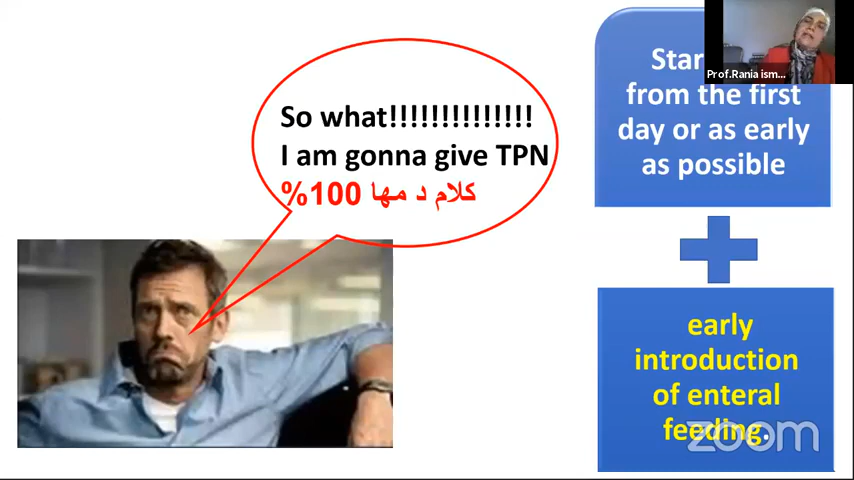 So what!!!!!!!!!!!!!!
I am gonna give TPN
كلام د مها 100%
Star
from the first
day or as early
as possible
early
introduction
of enteral
feeding.
zoom
Prof.Rania ism...